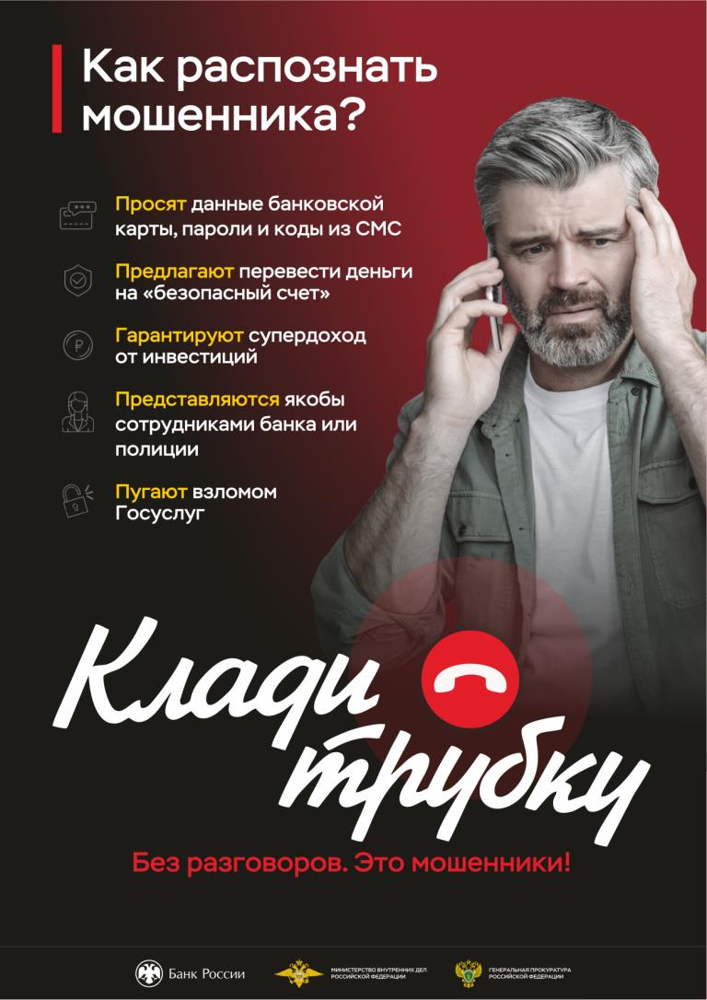 Как распознать
мошенника?
Просят данные банковской
карты, пароли и коды из СМС
Предлагают перевести деньги
на «безопасный счет»
Гарантируют супердоход
от инвестиций
Представляются якобы
сотрудниками банка или
полиции
Пугают взломом
Госуслуг
Клади
трубку
Без разговоров. Это мошенники!
Банк России
МИНИСТЕРСТВО ВНУТРЕННИХ ДЕЛ
РОССИЙСКОЙ ФЕДЕРАЦИИ
ГЕНЕРАЛЬНАЯ ПРОКУРАТУРА
РОССИЙСКОЙ ФЕДЕРАЦИИ